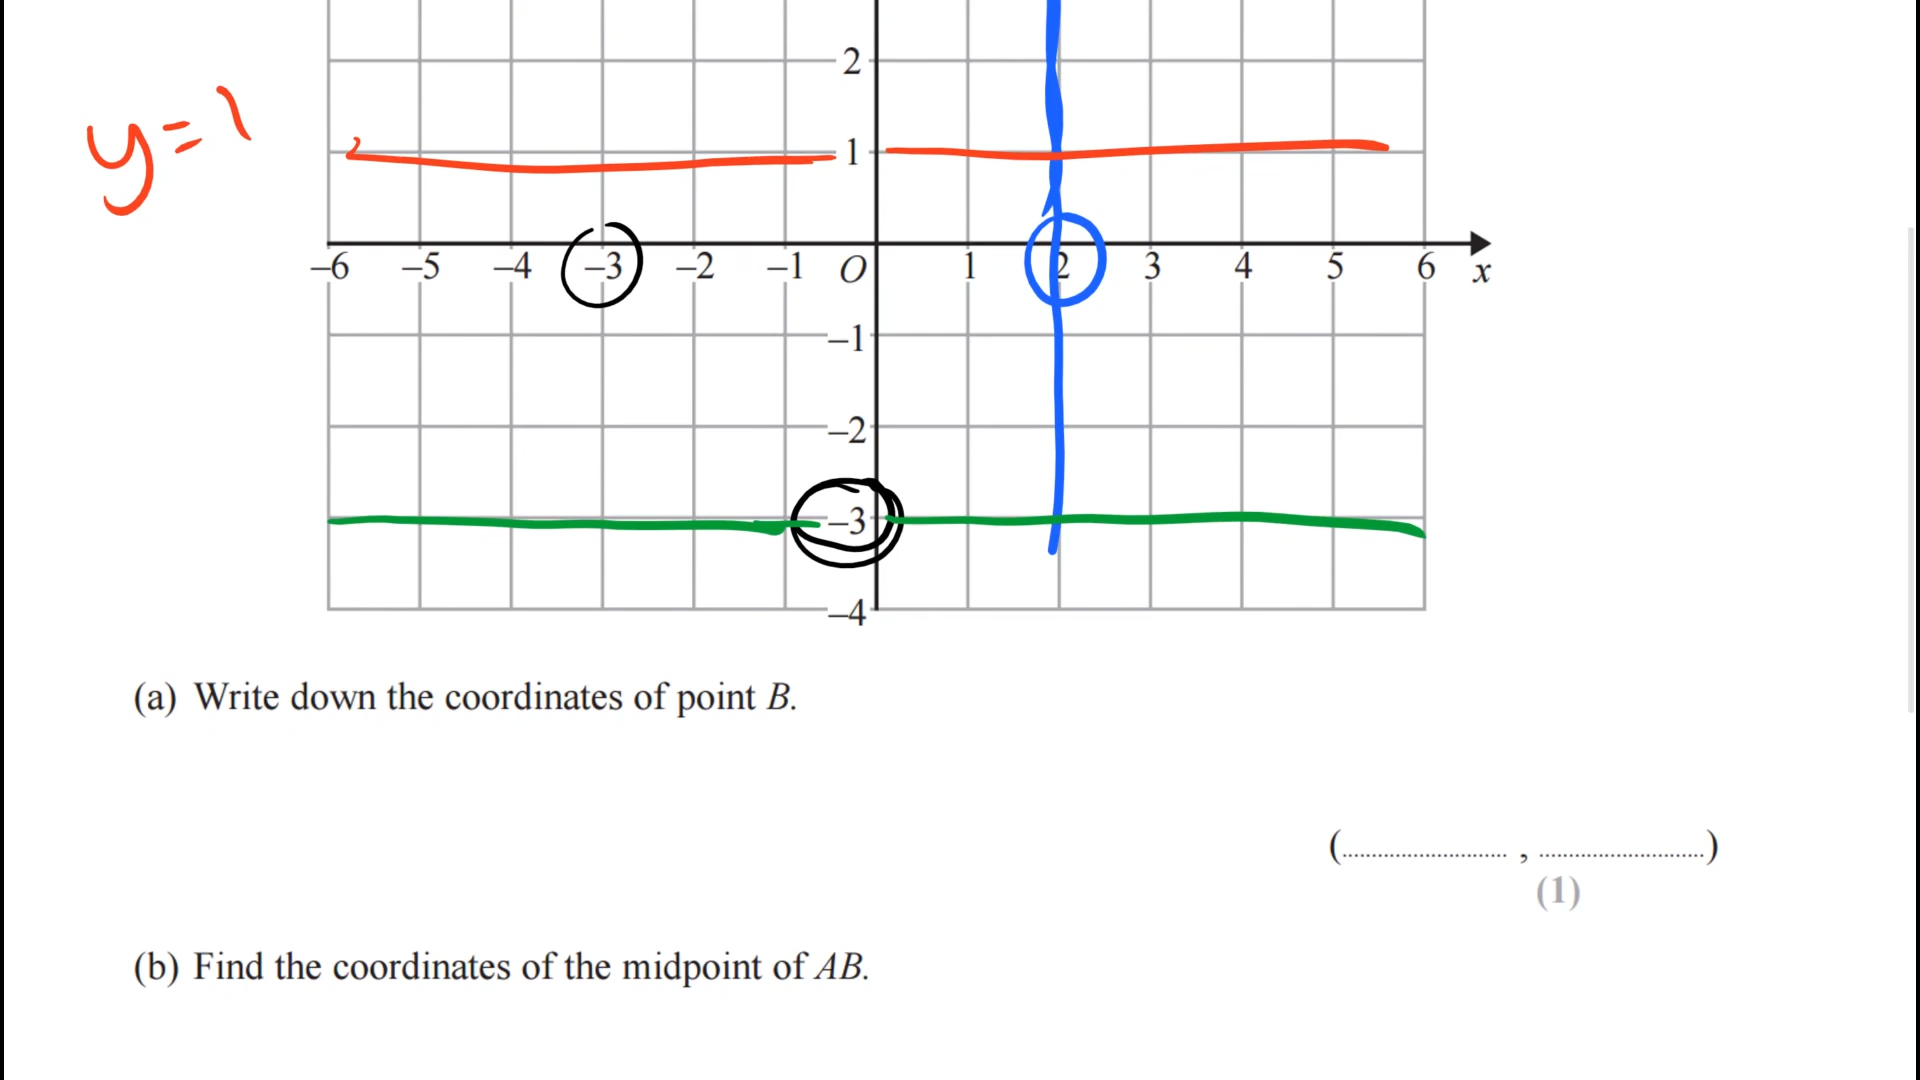 2
y=1
1
–6 –5 –4 –3 –2 –1 O 1 2 3 4 5 6 x
–1
–2
–3
–4
(a) Write down the coordinates of point B.
(.............................. , ..............................)
(1)
(b) Find the coordinates of the midpoint of AB.